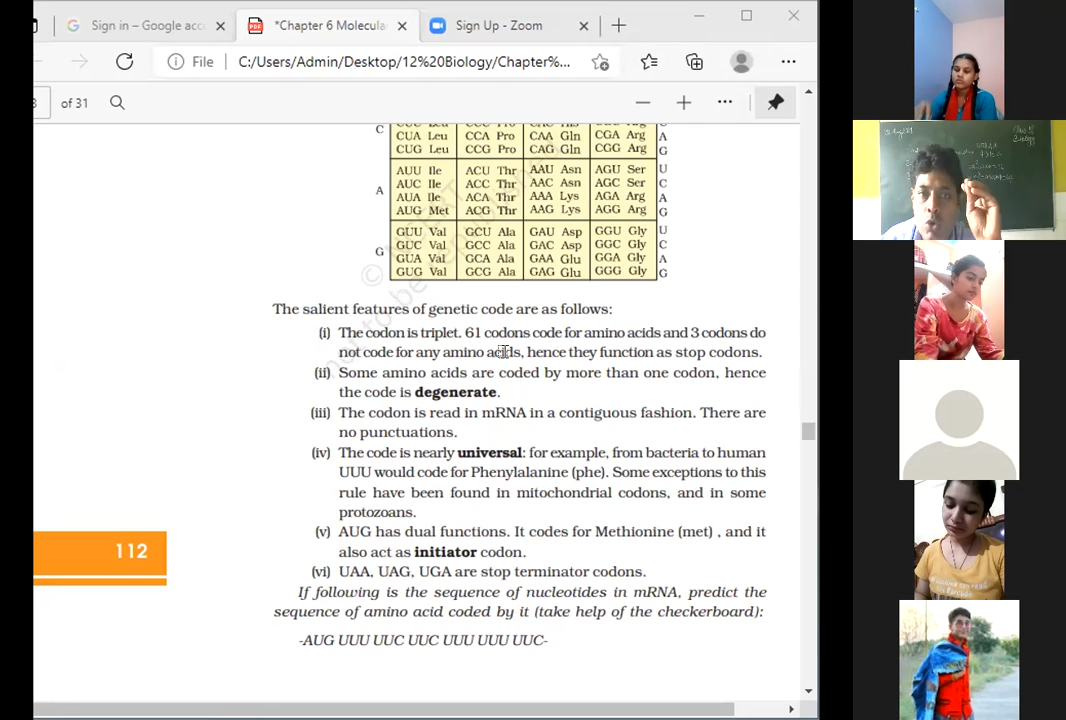 Sign in – Google acc
*Chapter 6 Molecula
Sign Up - Zoom
File
C:/Users/Admin/Desktop/12%20Biology/Chapter%...
of 31
C
CUA Leu CCA Pro CAA Gln CGA Arg A
CUG Leu CCG Pro CAG Gln CGG Arg G
AUU Ile ACU Thr AAU Asn AGU Ser U
AUC Ile ACC Thr AAC Asn AGC Ser C
A
AUA Ile ACA Thr AAA Lys AGA Arg A
AUG Met ACG Thr AAG Lys AGG Arg G
GUU Val GCU Ala GAU Asp GGU Gly U
GUC Val GCC Ala GAC Asp GGC Gly C
G
GUA Val GCA Ala GAA Glu GGA Gly A
GUG Val GCG Ala GAG Glu GGG Gly G
The salient features of genetic code are as follows:
(i) The codon is triplet. 61 codons code for amino acids and 3 codons do
not code for any amino acids, hence they function as stop codons.
(ii) Some amino acids are coded by more than one codon, hence
the code is degenerate.
(iii) The codon is read in mRNA in a contiguous fashion. There are
no punctuations.
(iv) The code is nearly universal: for example, from bacteria to human
UUU would code for Phenylalanine (phe). Some exceptions to this
rule have been found in mitochondrial codons, and in some
protozoans.
(v) AUG has dual functions. It codes for Methionine (met) , and it
also act as initiator codon.
(vi) UAA, UAG, UGA are stop terminator codons.
If following is the sequence of nucleotides in mRNA, predict the
sequence of amino acid coded by it (take help of the checkerboard):
-AUG UUU UUC UUC UUU UUU UUC-
112